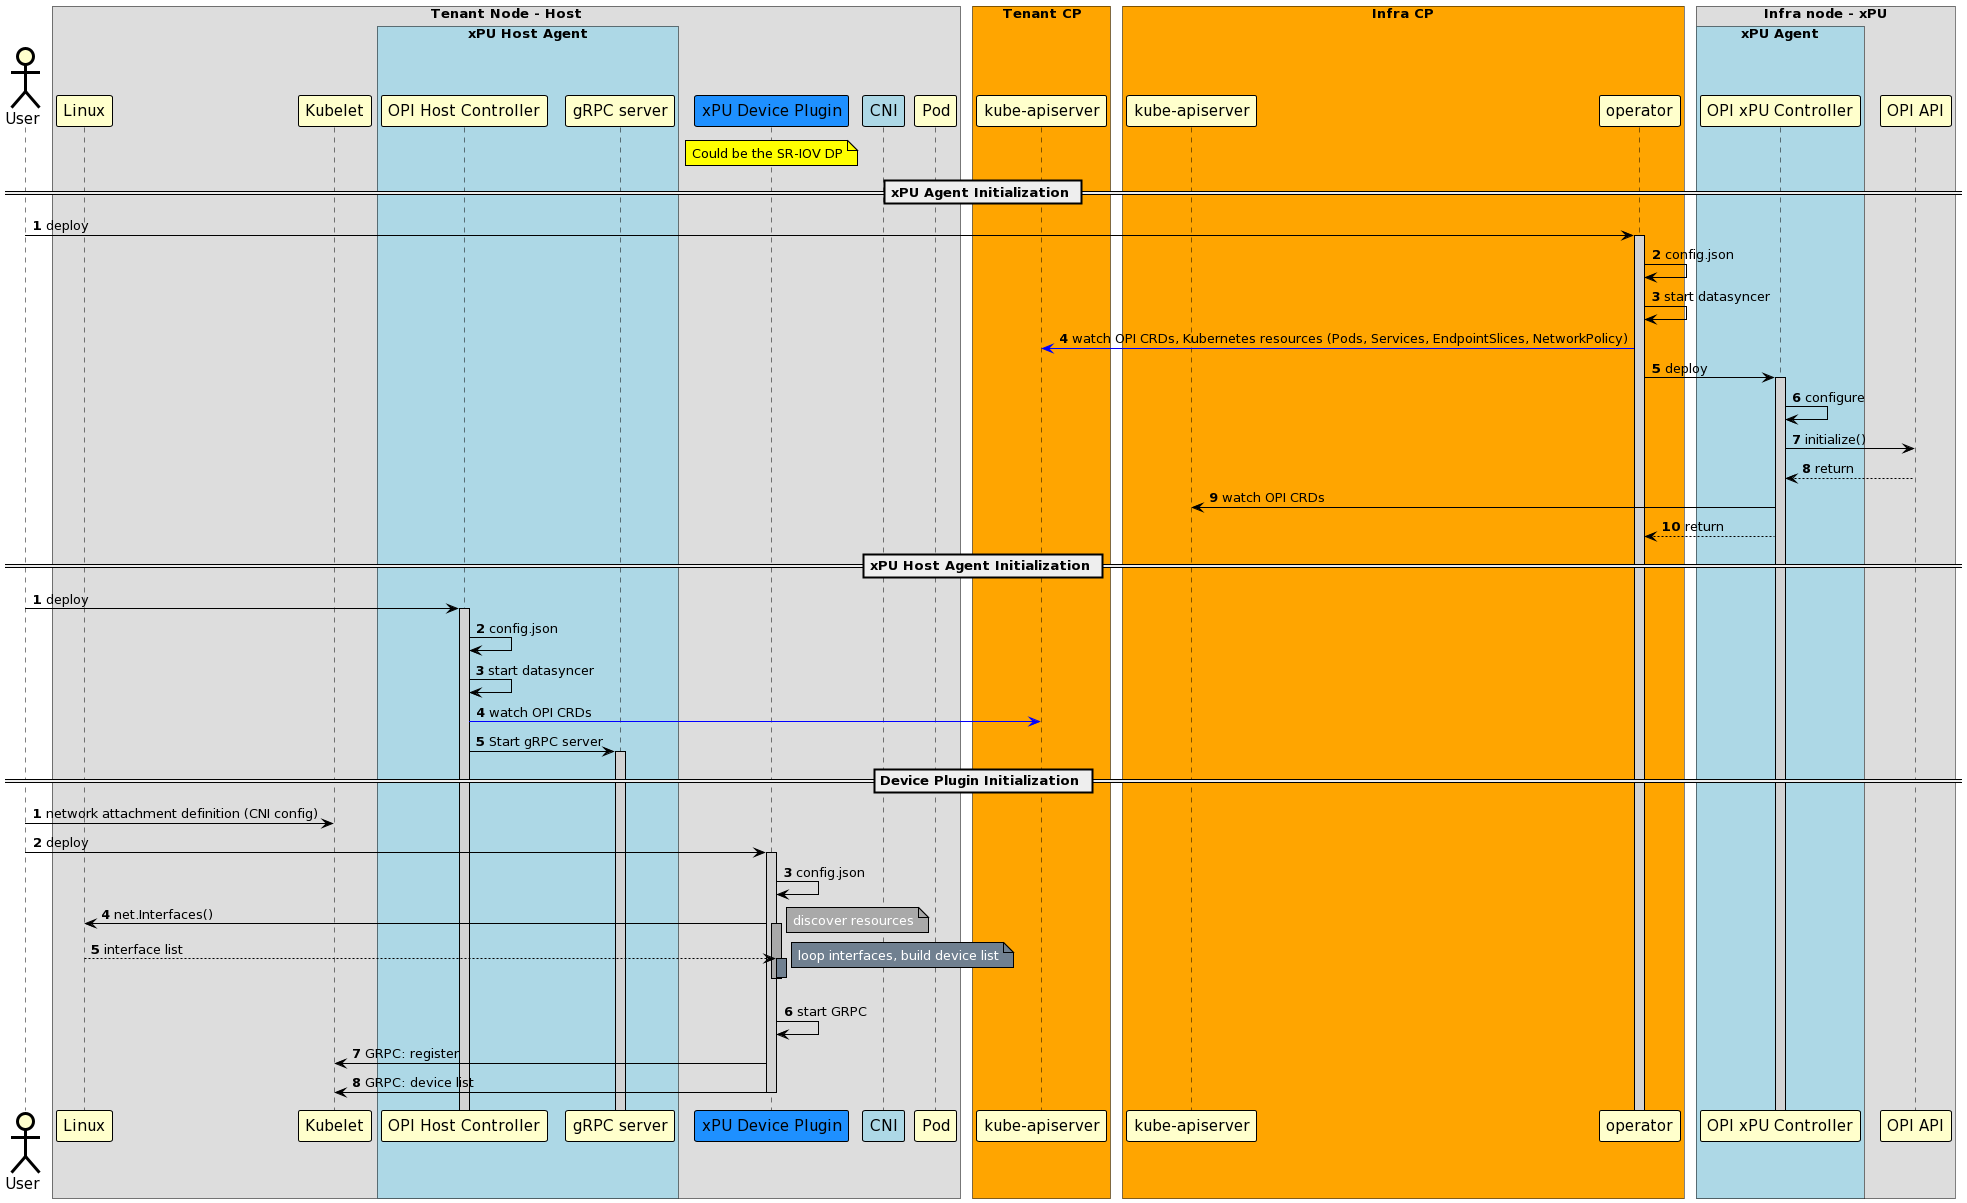 Tenant Node - Host
Tenant CP
Infra CP
Infra node - xPU
xPU Host Agent
xPU Agent
User
Linux
Kubelet
OPI Host Controller
gRPC server
xPU Device Plugin
CNI
Pod
kube-apiserver
kube-apiserver
operator
OPI xPU Controller
OPI API
Could be the SR-IOV DP
xPU Agent Initialization
1 deploy
2 config.json
3 start datasyncer
4 watch OPI CRDs, Kubernetes resources (Pods, Services, EndpointSlices, NetworkPolicy)
5 deploy
6 configure
7 initialize()
8 return
9 watch OPI CRDs
10 return
xPU Host Agent Initialization
1 deploy
2 config.json
3 start datasyncer
4 watch OPI CRDs
5 Start gRPC server
Device Plugin Initialization
1 network attachment definition (CNI config)
2 deploy
3 config.json
4 net.Interfaces()
discover resources
5 interface list
loop interfaces, build device list
6 start GRPC
7 GRPC: register
8 GRPC: device list
User
Linux
Kubelet
OPI Host Controller
gRPC server
xPU Device Plugin
CNI
Pod
kube-apiserver
kube-apiserver
operator
OPI xPU Controller
OPI API